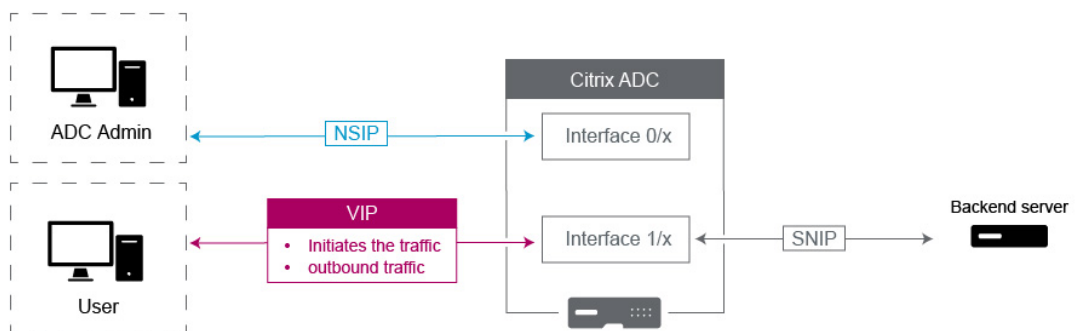 Citrix ADC
ADC Admin
NSIP
Interface 0/x
VIP
• Initiates the traffic
• outbound traffic
Interface 1/x
SNIP
Backend server
User